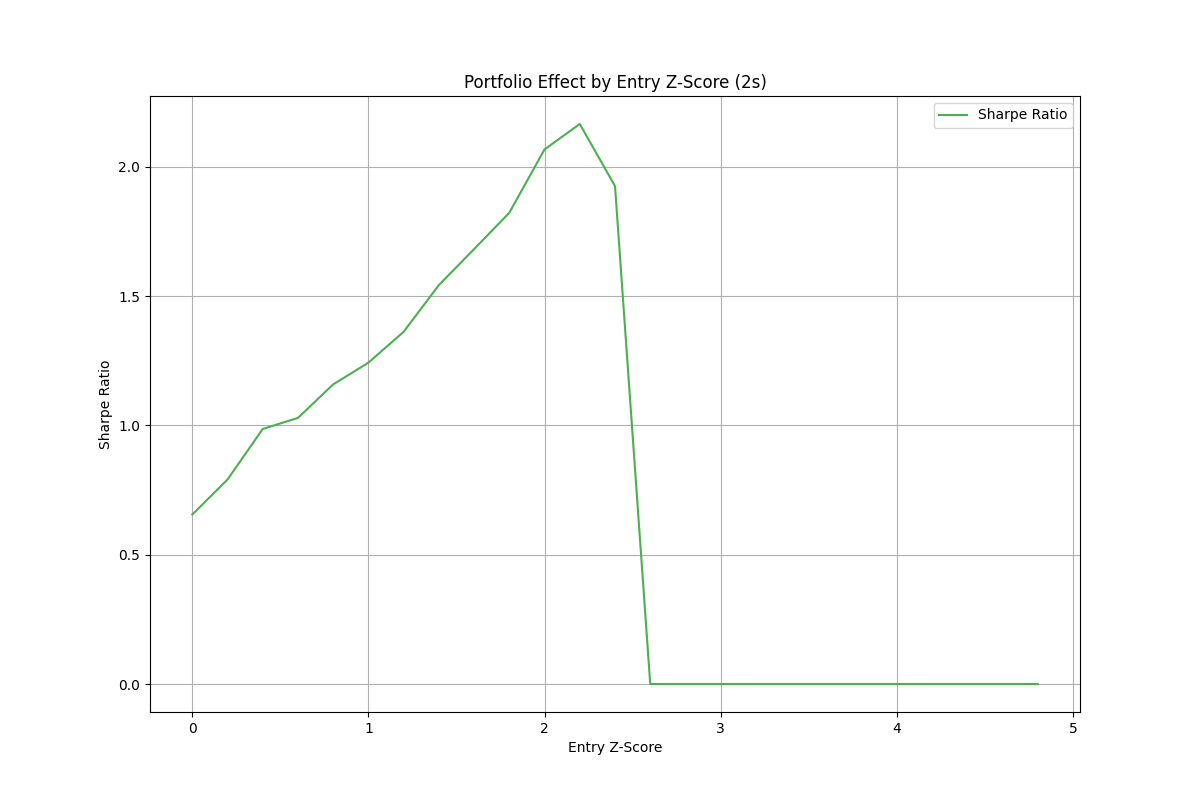 Portfolio Effect by Entry Z-Score (2s)
Sharpe Ratio
2.0
1.5
1.0
0.5
0.0
Sharpe Ratio
0 1 2 3 4 5
Entry Z-Score